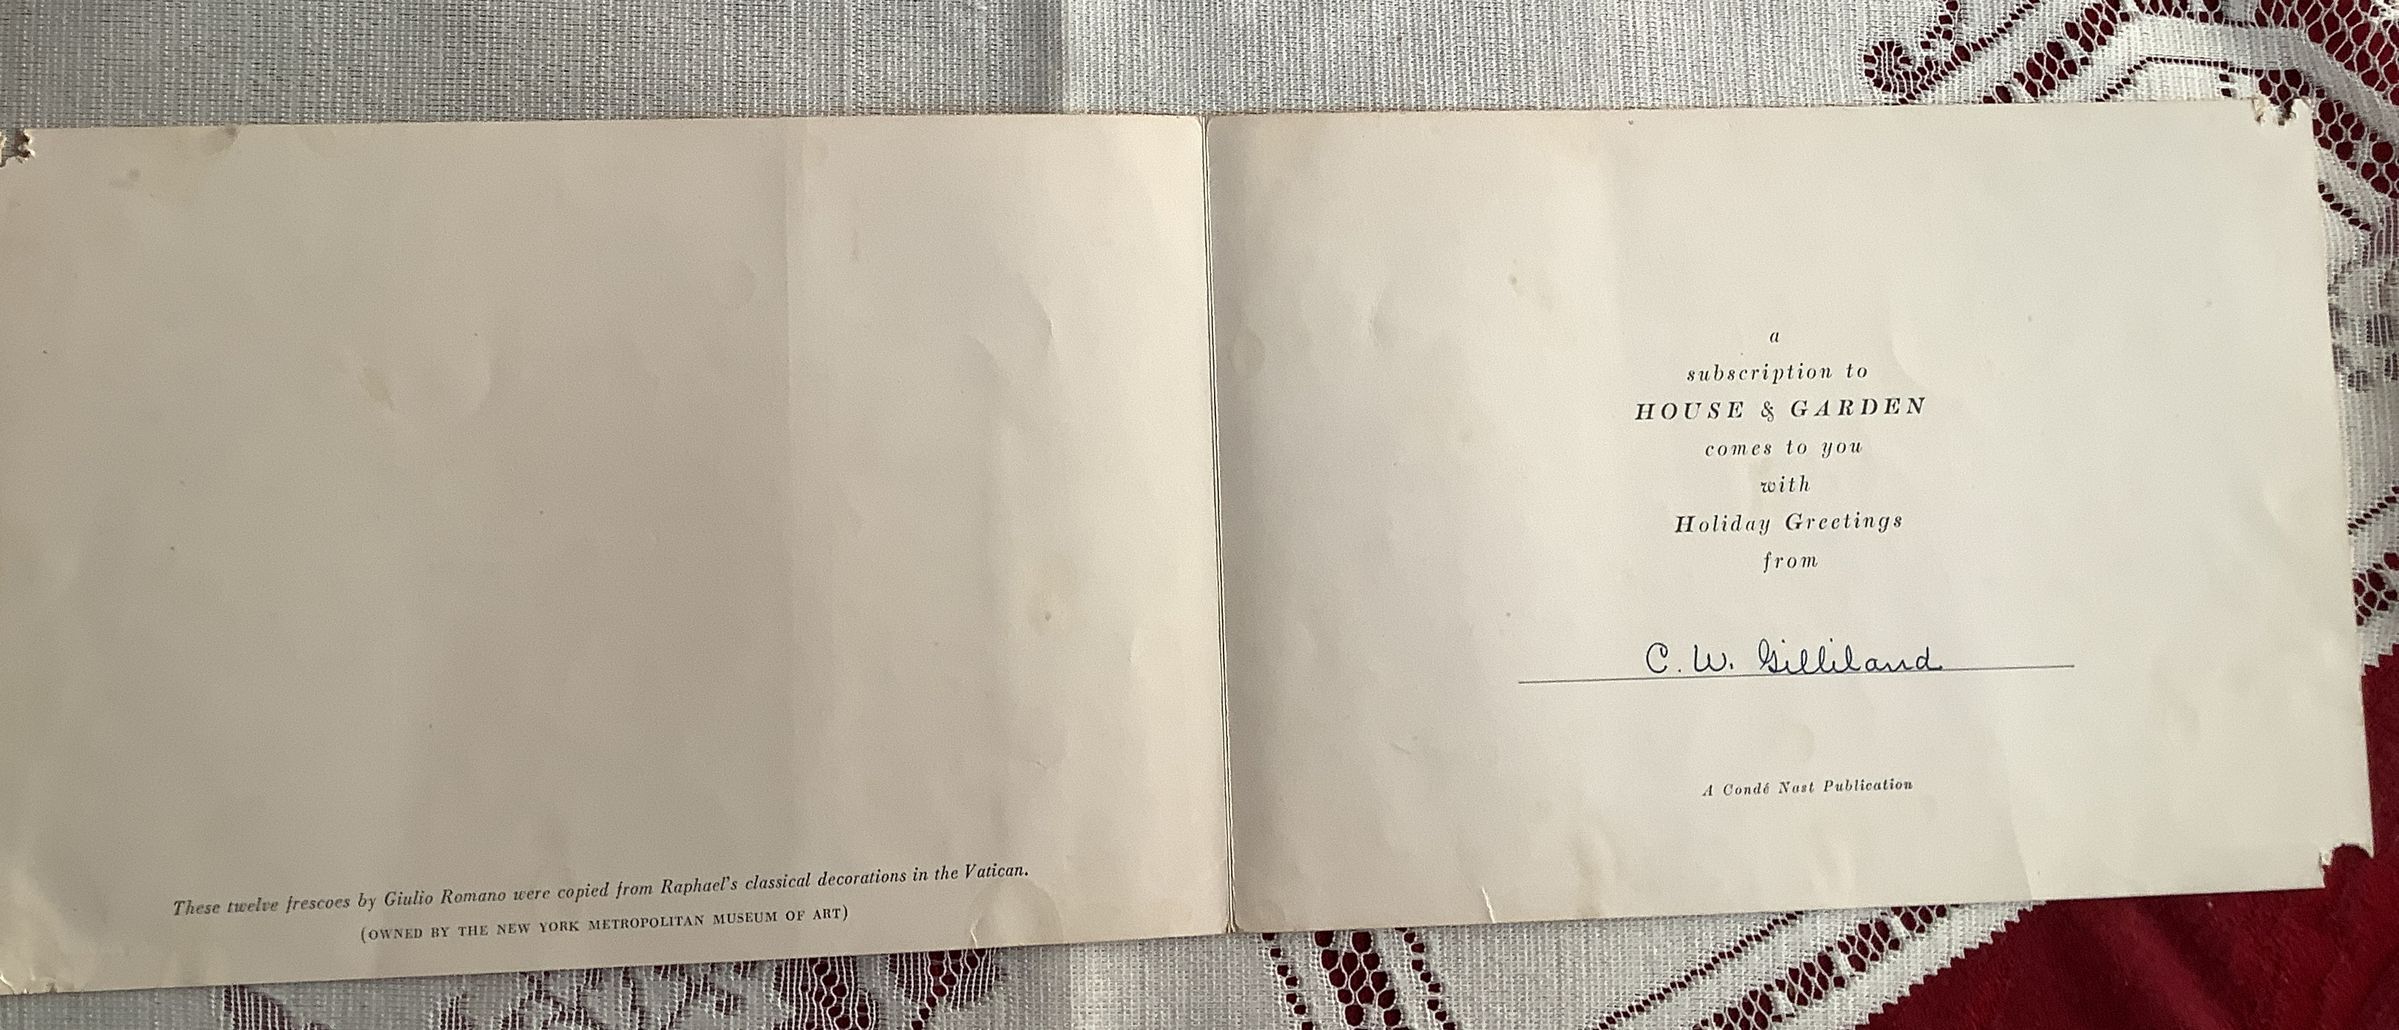 These twelve frescoes by Giulio Romano were copied from Raphael's classical decorations in the Vatican.
(OWNED BY THE NEW YORK METROPOLITAN MUSEUM OF ART)
a
subscription to
HOUSE & GARDEN
comes to you
with
Holiday Greetings
from
C. W. Gilliland
A Condé Nast Publication